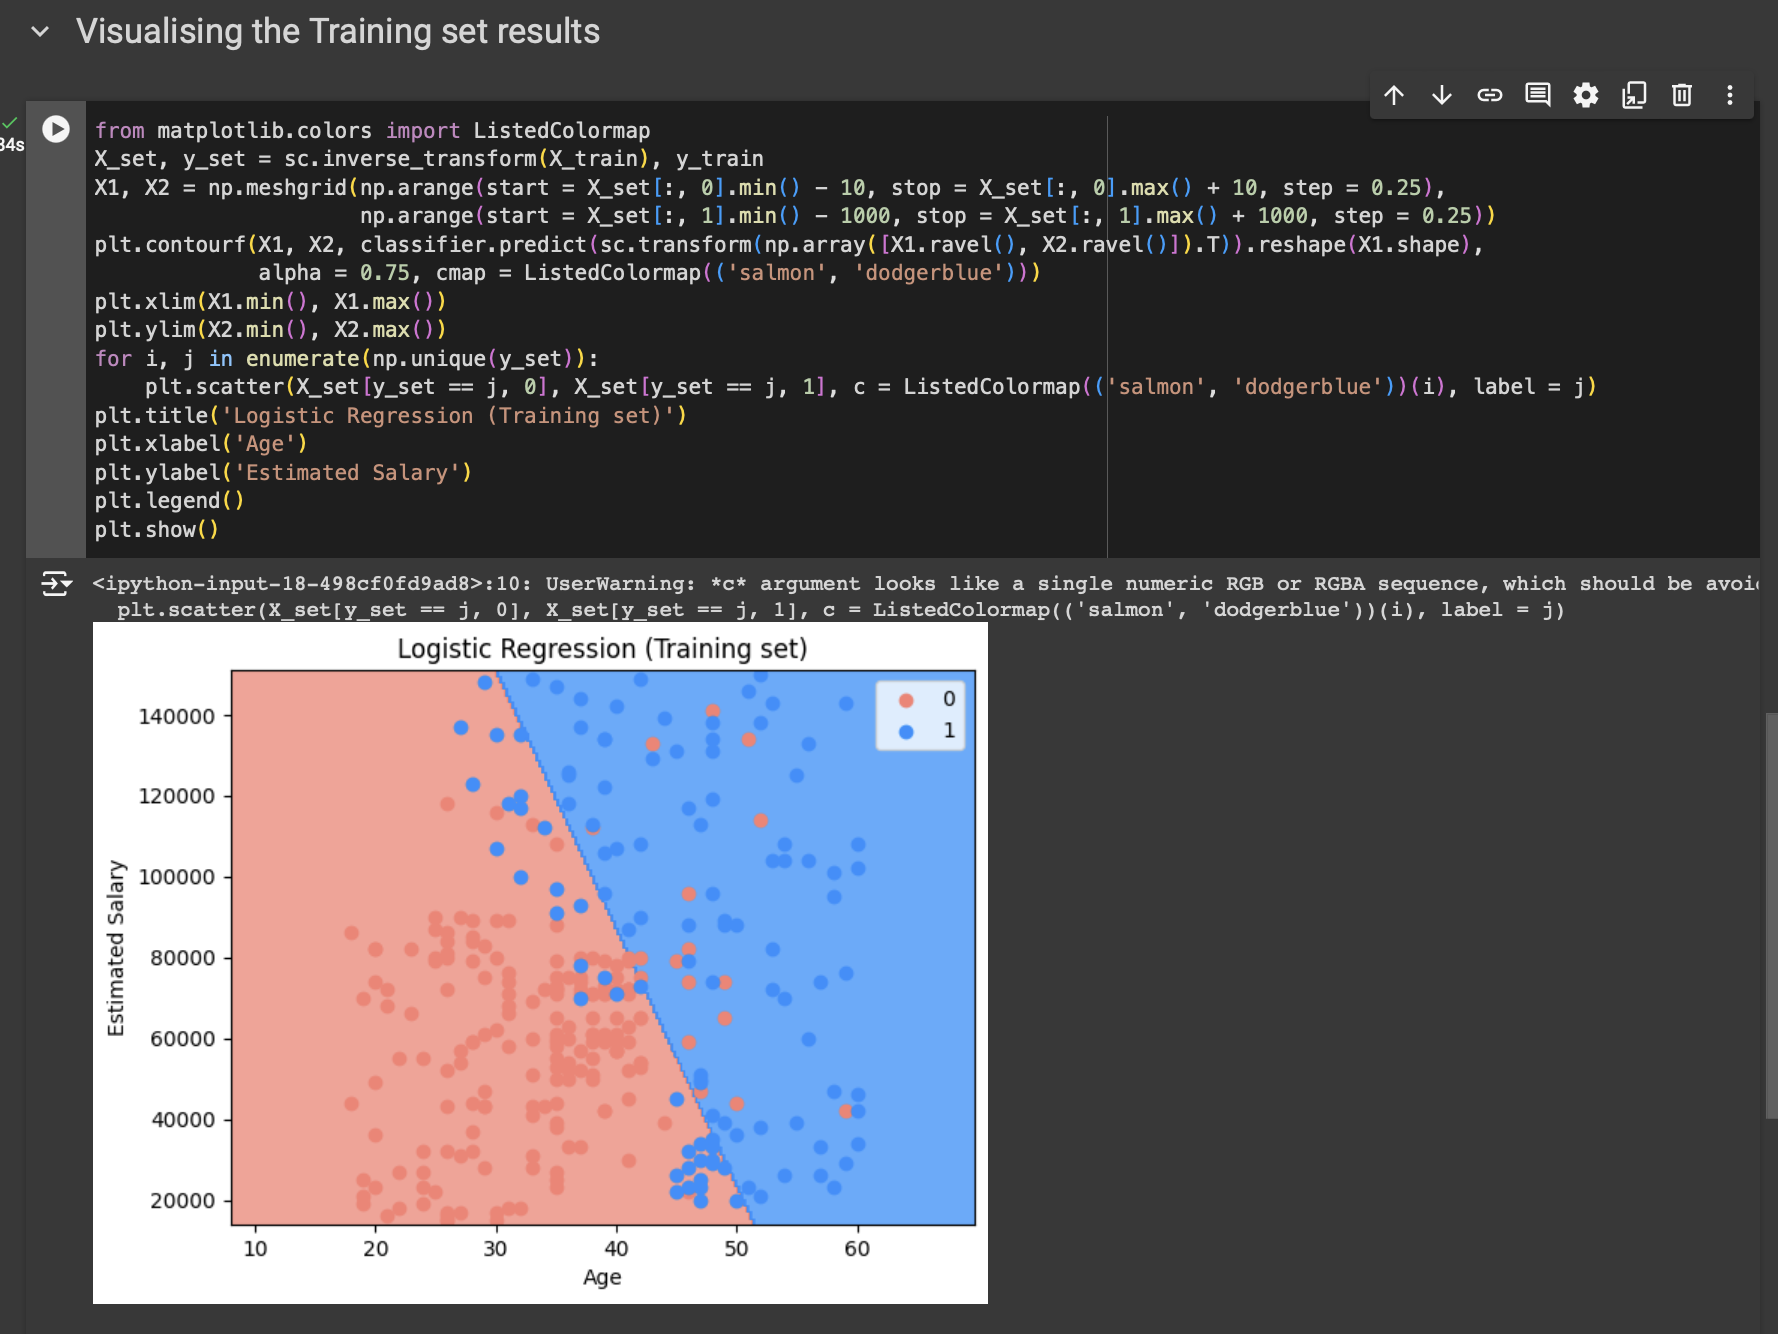 Visualising the Training set results
34s
from matplotlib.colors import ListedColormap
X_set, y_set = sc.inverse_transform(X_train), y_train
X1, X2 = np.meshgrid(np.arange(start = X_set[:, 0].min() - 10, stop = X_set[:, 0].max() + 10, step = 0.25),
                     np.arange(start = X_set[:, 1].min() - 1000, stop = X_set[:, 1].max() + 1000, step = 0.25))
plt.contourf(X1, X2, classifier.predict(sc.transform(np.array([X1.ravel(), X2.ravel()]).T)).reshape(X1.shape),
             alpha = 0.75, cmap = ListedColormap(('salmon', 'dodgerblue')))
plt.xlim(X1.min(), X1.max())
plt.ylim(X2.min(), X2.max())
for i, j in enumerate(np.unique(y_set)):
    plt.scatter(X_set[y_set == j, 0], X_set[y_set == j, 1], c = ListedColormap(('salmon', 'dodgerblue'))(i), label = j)
plt.title('Logistic Regression (Training set)')
plt.xlabel('Age')
plt.ylabel('Estimated Salary')
plt.legend()
plt.show()
<ipython-input-18-498cf0fd9ad8>:10: UserWarning: *c* argument looks like a single numeric RGB or RGBA sequence, which should be
  plt.scatter(X_set[y_set == j, 0], X_set[y_set == j, 1], c = ListedColormap(('salmon', 'dodgerblue'))(i), label = j)
Logistic Regression (Training set)
0
1
140000
120000
100000
80000
60000
40000
20000
Estimated Salary
10 20 30 40 50 60
Age